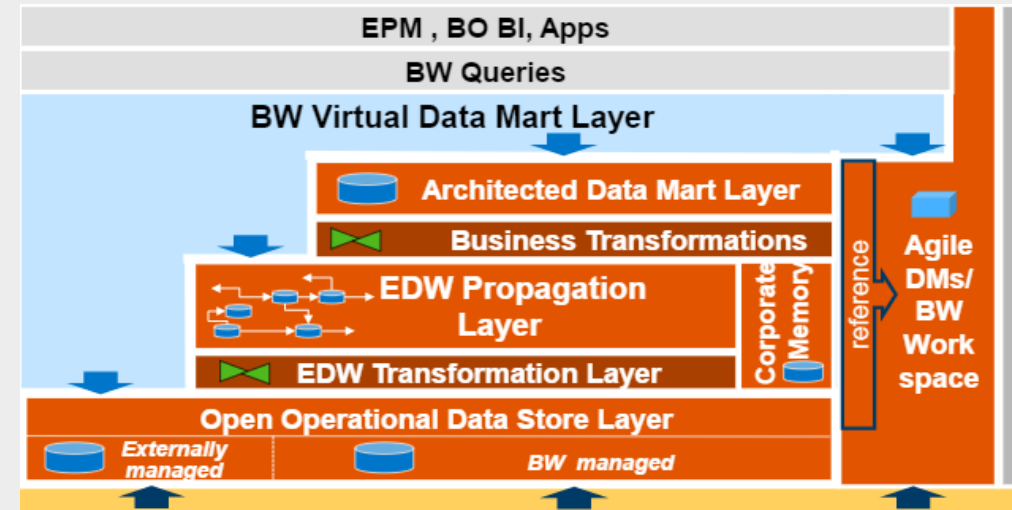 EPM , BO BI, Apps
BW Queries
BW Virtual Data Mart Layer
Architected Data Mart Layer
Business Transformations
EDW Propagation
Layer
Corporate
Memory
EDW Transformation Layer
Open Operational Data Store Layer
Externally
managed
BW managed
reference
Agile
DMs/
BW
Work
space